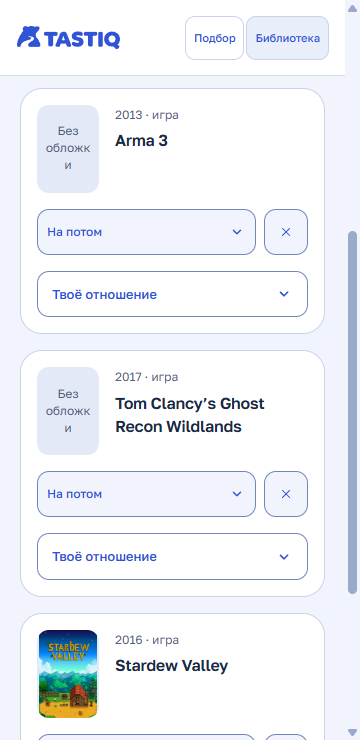 TASTIQ
Подбор
Библиотека
Без
обложк
и
2013 · игра
Arma 3
На потом
Твоё отношение
Без
обложк
и
2017 · игра
Tom Clancy’s Ghost
Recon Wildlands
На потом
Твоё отношение
STARDEW
VALLEY
2016 · игра
Stardew Valley